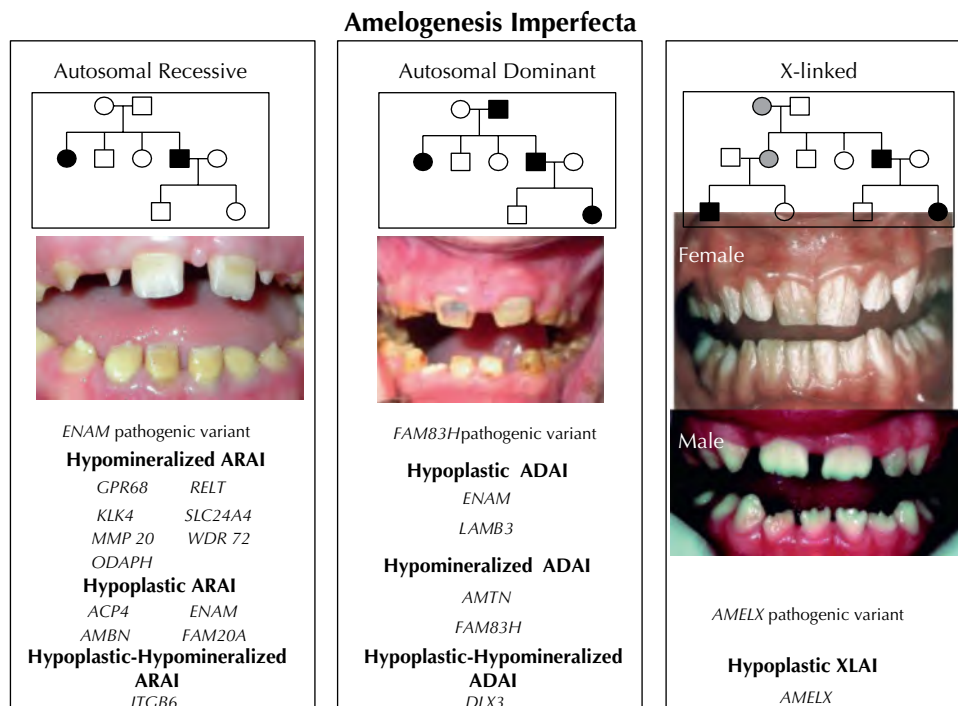 Amelogenesis Imperfecta
Autosomal Recessive
ENAM pathogenic variant
Hypomineralized ARAI
GPR68 RELT
KLK4 SLC24A4
MMP 20 WDR 72
ODAPH
Hypoplastic ARAI
ACP4 ENAM
AMBN FAM20A
Hypoplastic-Hypomineralized
ARAI
ITGB6
Autosomal Dominant
FAM83Hpathogenic variant
Hypoplastic ADAI
ENAM
LAMB3
Hypomineralized ADAI
AMTN
FAM83H
Hypoplastic-Hypomineralized
ADAI
DLX3
X-linked
Female
Male
AMELX pathogenic variant
Hypoplastic XLAI
AMELX